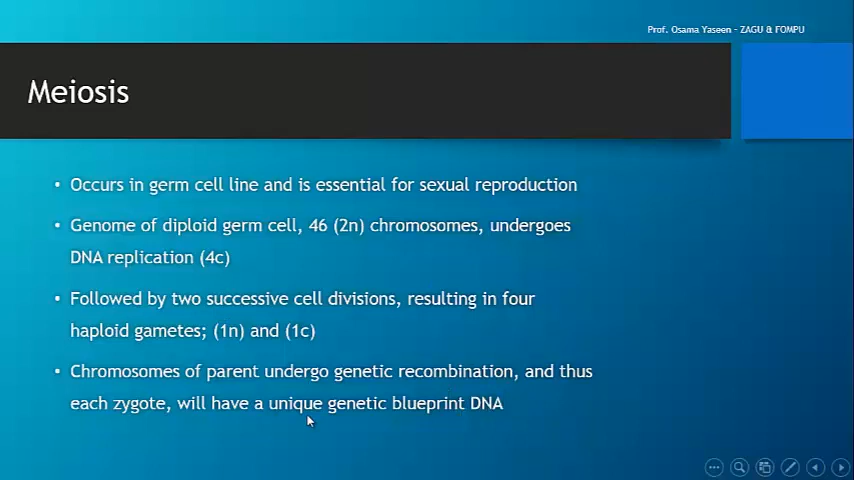 Prof. Osama Yaseen - ZAGU & FOMPU
Meiosis
• Occurs in germ cell line and is essential for sexual reproduction
• Genome of diploid germ cell, 46 (2n) chromosomes, undergoes
DNA replication (4c)
• Followed by two successive cell divisions, resulting in four
haploid gametes; (1n) and (1c)
• Chromosomes of parent undergo genetic recombination, and thus
each zygote, will have a unique genetic blueprint DNA